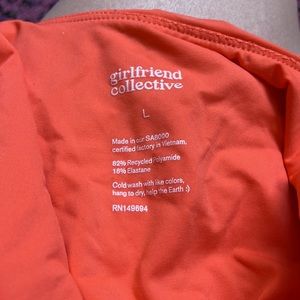 girlfriend
collective
L
Made in our SA8000
certified factory in Vietnam.
82% Recycled Polyamide
18% Elastane
Cold wash with like colors,
hang to dry, help the Earth :)
RN149694